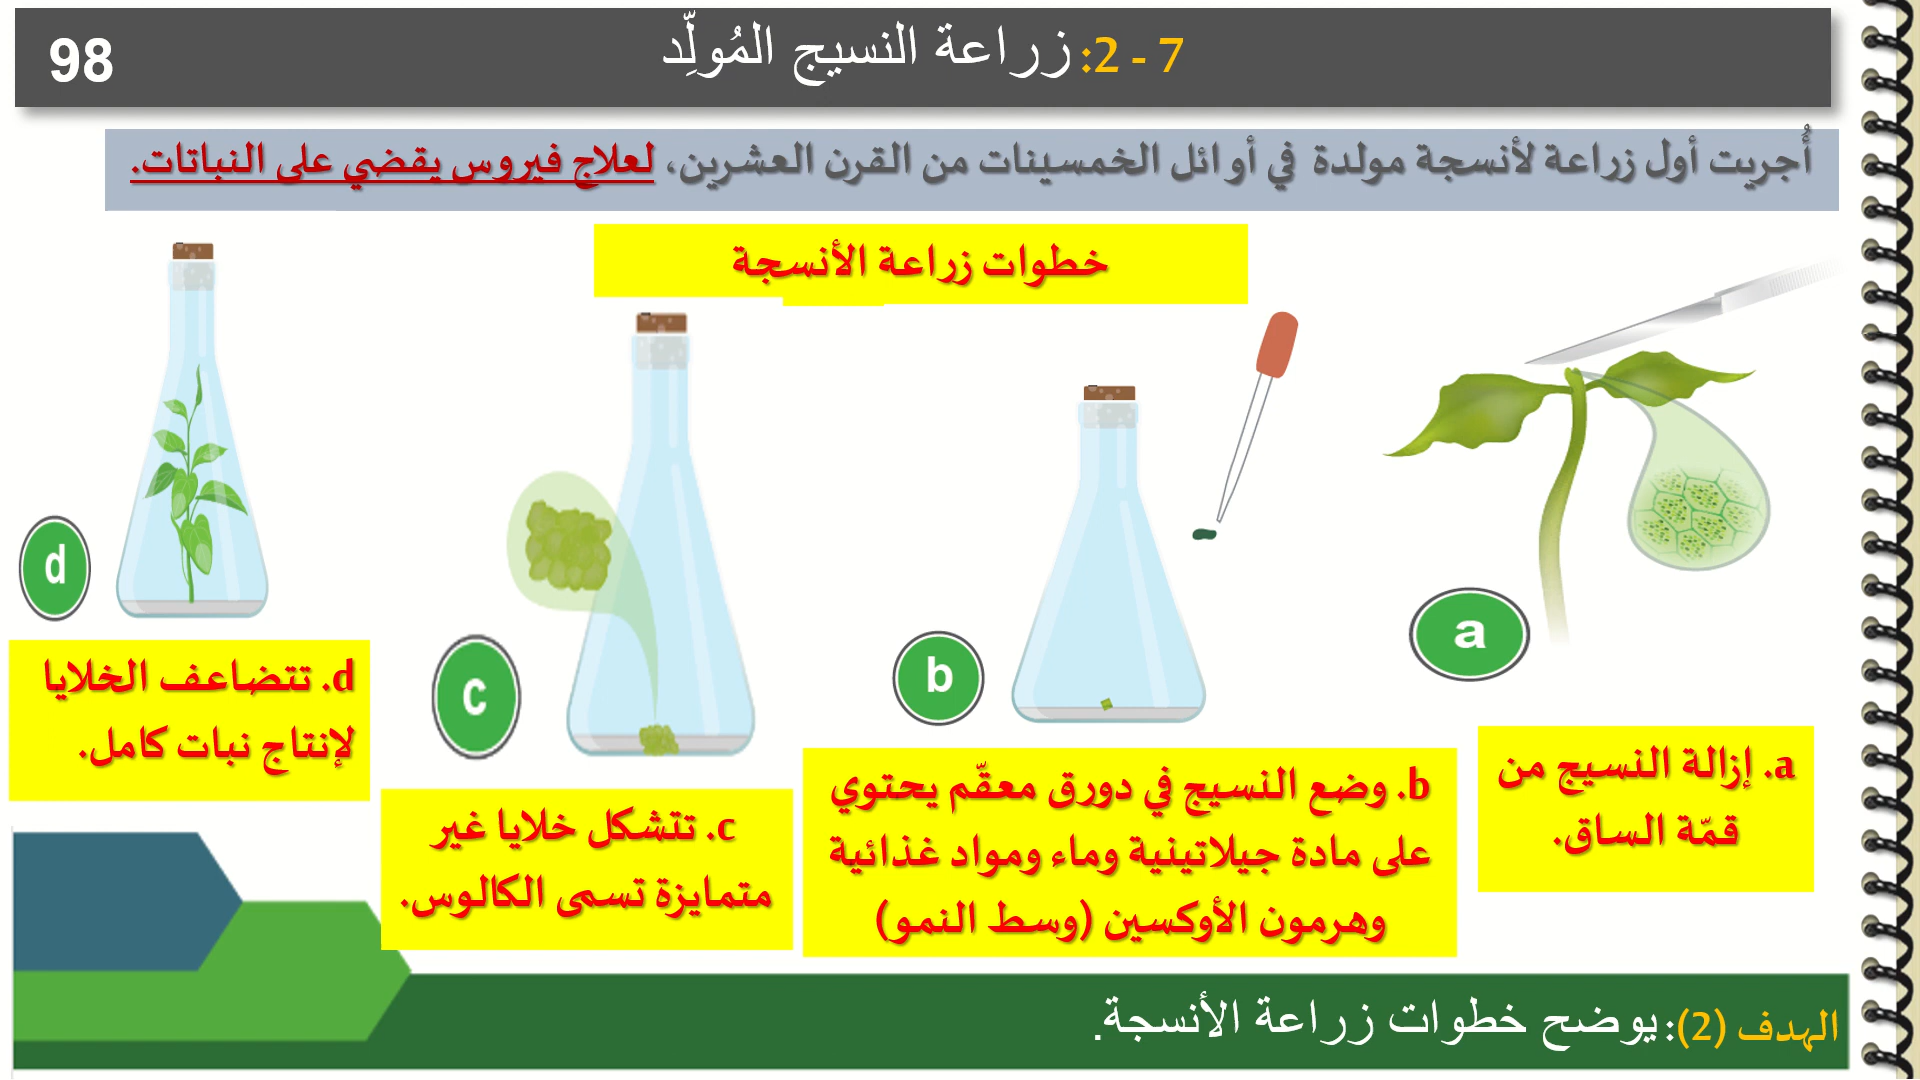 98
7 - 2: زراعة النسيج المُولِّد
أُجريت أول زراعة لأنسجة مولدة في أوائل الخمسينات من القرن العشرين، لعلاج فيروس يقضي على النباتات.
خطوات زراعة الأنسجة
a
a. إزالة النسيج من
قمّة الساق.
b
b. وضع النسيج في دورق معقّم يحتوي
على مادة جيلاتينية وماء ومواد غذائية
وهرمون الأوكسين (وسط النمو)
c
c. تتشكل خلايا غير
متمايزة تسمى الكالوس.
d
d. تتضاعف الخلايا
لإنتاج نبات كامل.
الهدف (2): يوضح خطوات زراعة الأنسجة.